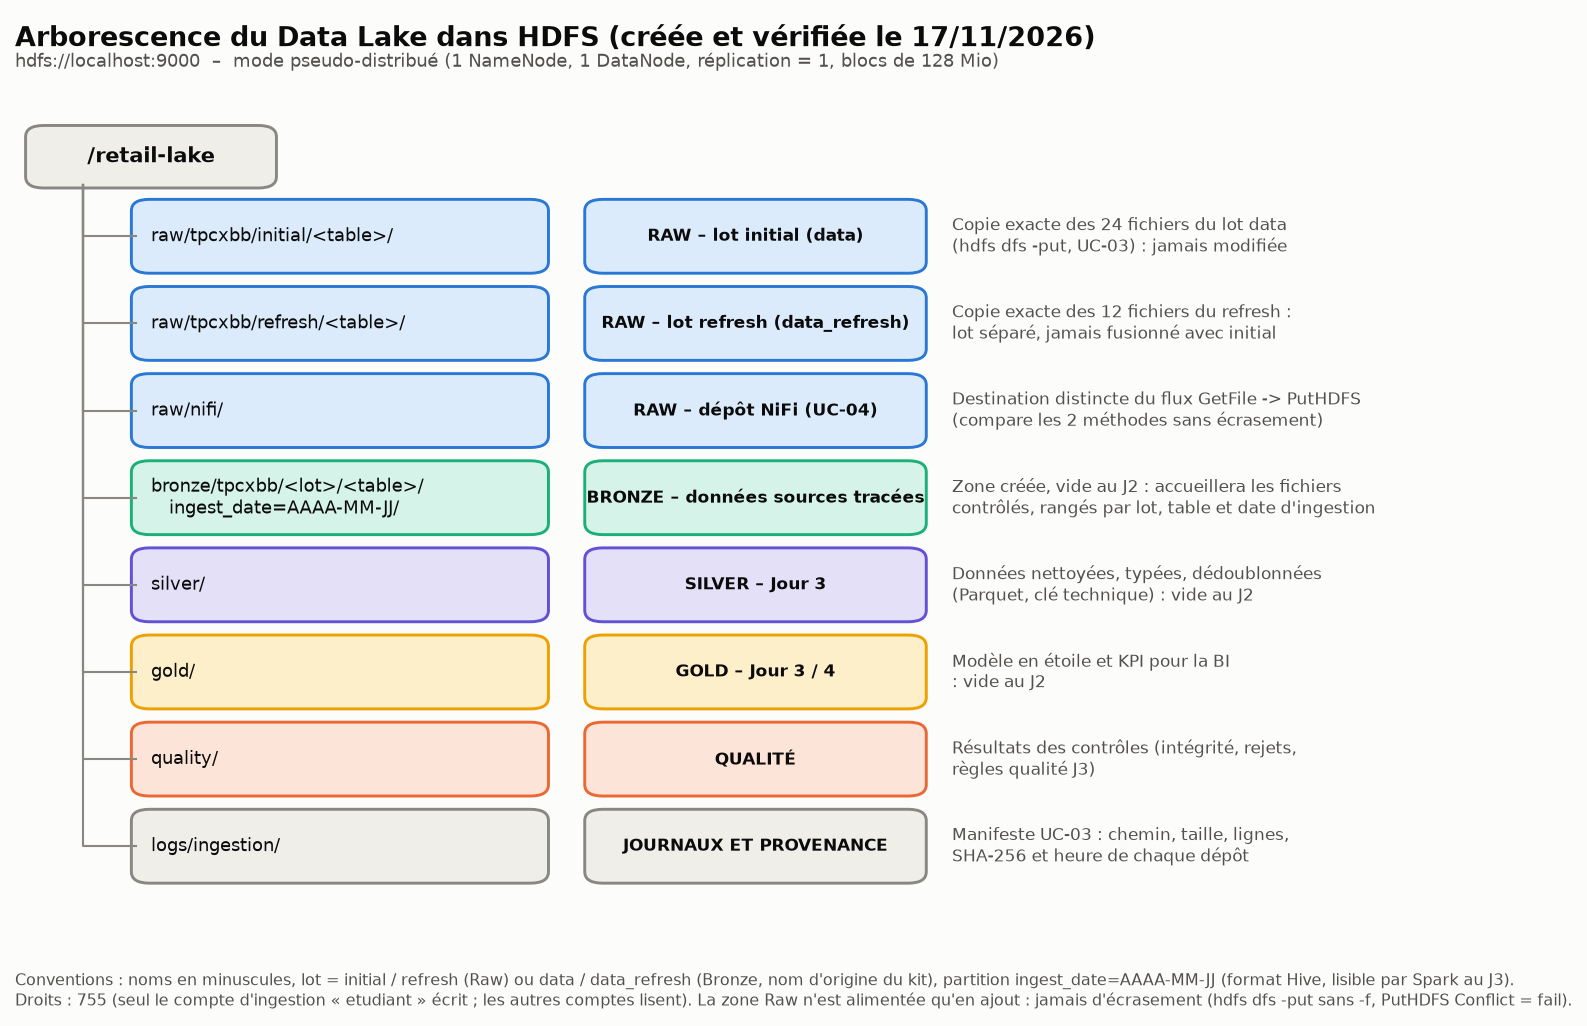 Arborescence du Data Lake dans HDFS (créée et vérifiée le 17/11/2026)
hdfs://localhost:9000 – mode pseudo-distribué (1 NameNode, 1 DataNode, réplication = 1, blocs de 128 Mio)
/retail-lake
raw/tpcxbb/initial/<table>/
RAW – lot initial (data)
Copie exacte des 24 fichiers du lot data
(hdfs dfs -put, UC-03) : jamais modifiée
raw/tpcxbb/refresh/<table>/
RAW – lot refresh (data_refresh)
Copie exacte des 12 fichiers du refresh :
lot séparé, jamais fusionné avec initial
raw/nifi/
RAW – dépôt NiFi (UC-04)
Destination distincte du flux GetFile -> PutHDFS
(compare les 2 méthodes sans écrasement)
bronze/tpcxbb/<lot>/<table>/
ingest_date=AAAA-MM-JJ/
BRONZE – données sources tracées
Zone créée, vide au J2 : accueillera les fichiers
contrôlés, rangés par lot, table et date d'ingestion
silver/
SILVER – Jour 3
Données nettoyées, typées, dédoublonnées
(Parquet, clé technique) : vide au J2
gold/
GOLD – Jour 3 / 4
Modèle en étoile et KPI pour la BI
: vide au J2
quality/
QUALITÉ
Résultats des contrôles (intégrité, rejets,
règles qualité J3)
logs/ingestion/
JOURNAUX ET PROVENANCE
Manifeste UC-03 : chemin, taille, lignes,
SHA-256 et heure de chaque dépôt
Conventions : noms en minuscules, lot = initial / refresh (Raw) ou data / data_refresh (Bronze, nom d'origine du kit), partition ingest_date=AAAA-MM-JJ (format Hive, lisible par Spark au J3).
Droits : 755 (seul le compte d'ingestion « etudiant » écrit ; les autres comptes lisent). La zone Raw n'est alimentée qu'en ajout : jamais d'écrasement (hdfs dfs -put sans -f, PutHDFS Conflict = fail).